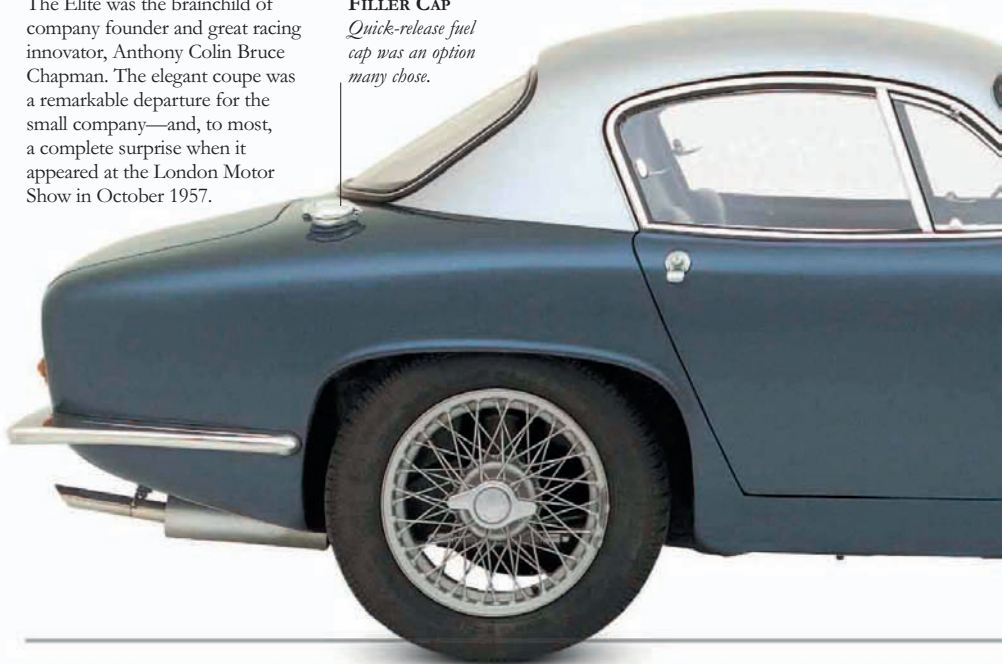 The Elite was the brainchild of
company founder and great racing
innovator, Anthony Colin Bruce
Chapman. The elegant coupe was
a remarkable departure for the
small company—and, to most,
a complete surprise when it
appeared at the London Motor
Show in October 1957.
FILLER CAP
Quick-release fuel
cap was an option
many chose.